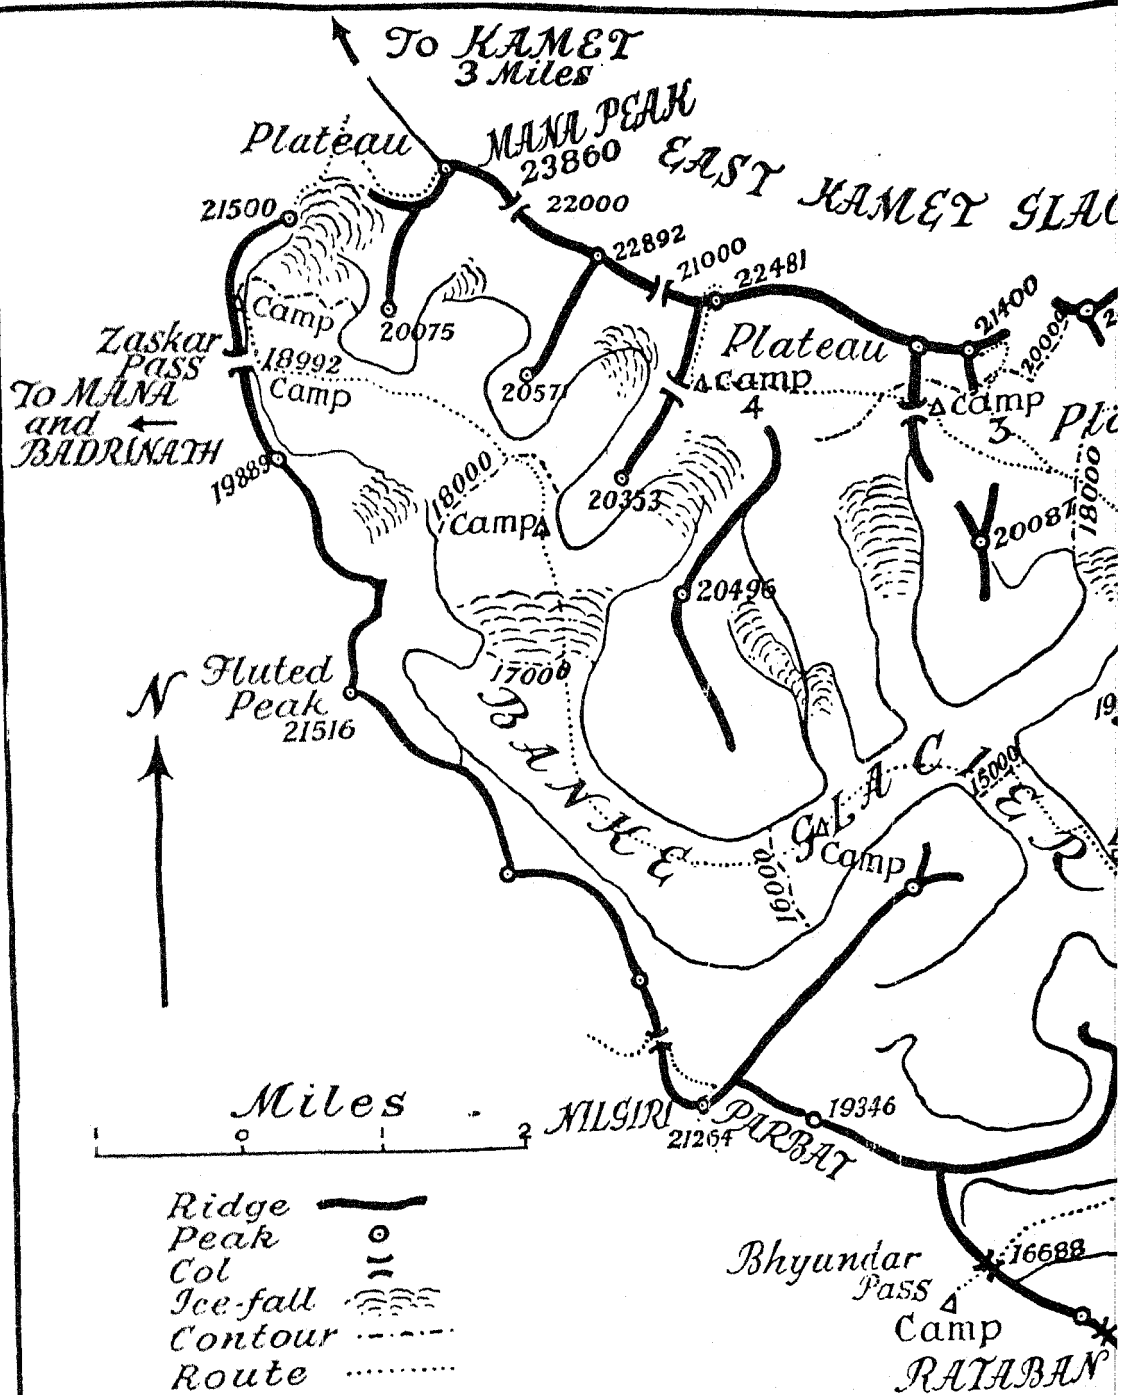 To KAMET
3 Miles
Plateau
MANA PEAK
23860
EAST KAMET GLAC
21500
22000
22892
21000
22481
21400
20000
Camp
20075
Zaskar
Pass
18992
Camp
20571
Plateau
Camp
4
Camp
3
To MANA
and
BADRINATH
19889
18000
Camp
20353
20087
18000
20496
17000
N
Fluted
Peak
21516
BANKE GLACIER
15000
19
Camp
16000
Miles
1 0 1 2
NILGIRI PARBAT
21264
19346
Ridge
Peak
Col
Ice-fall
Contour
Route
Bhyundar
Pass
16688
Camp
RATABAN